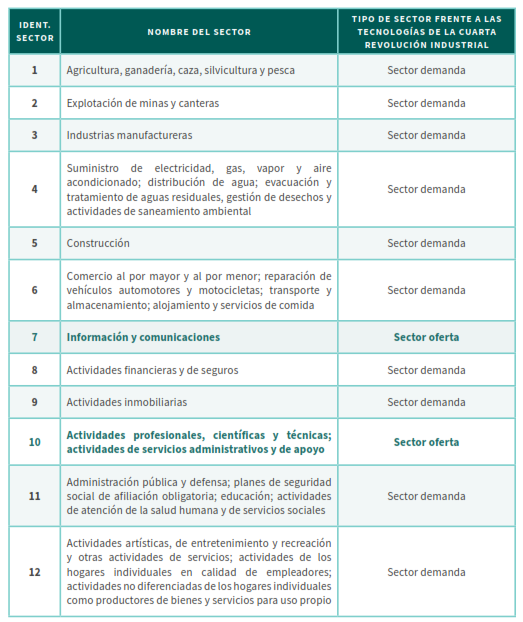 IDENT.
SECTOR
NOMBRE DEL SECTOR
TIPO DE SECTOR FRENTE A LAS
TECNOLOGÍAS DE LA CUARTA
REVOLUCIÓN INDUSTRIAL
1
Agricultura, ganadería, caza, silvicultura y pesca
Sector demanda
2
Explotación de minas y canteras
Sector demanda
3
Industrias manufactureras
Sector demanda
4
Suministro de electricidad, gas, vapor y aire
acondicionado; distribución de agua; evacuación y
tratamiento de aguas residuales, gestión de desechos y
actividades de saneamiento ambiental
Sector demanda
5
Construcción
Sector demanda
6
Comercio al por mayor y al por menor; reparación de
vehículos automotores y motocicletas; transporte y
almacenamiento; alojamiento y servicios de comida
Sector demanda
7
Información y comunicaciones
Sector oferta
8
Actividades financieras y de seguros
Sector demanda
9
Actividades inmobiliarias
Sector demanda
10
Actividades profesionales, científicas y técnicas;
actividades de servicios administrativos y de apoyo
Sector oferta
11
Administración pública y defensa; planes de seguridad
social de afiliación obligatoria; educación; actividades
de atención de la salud humana y de servicios sociales
Sector demanda
12
Actividades artísticas, de entretenimiento y recreación
y otras actividades de servicios; actividades de los
hogares individuales en calidad de empleadores;
actividades no diferenciadas de los hogares individuales
como productores de bienes y servicios para uso propio
Sector demanda